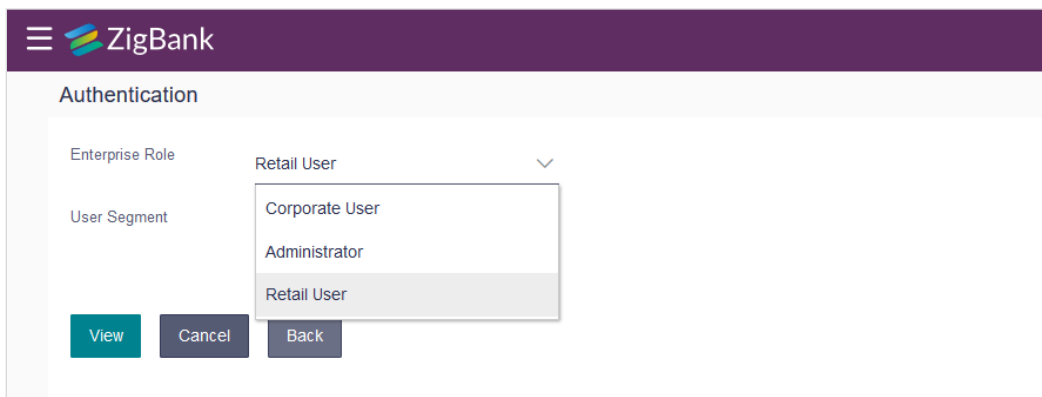 ZigBank
Authentication
Enterprise Role
Retail User
User Segment
Corporate User
Administrator
Retail User
View Cancel Back